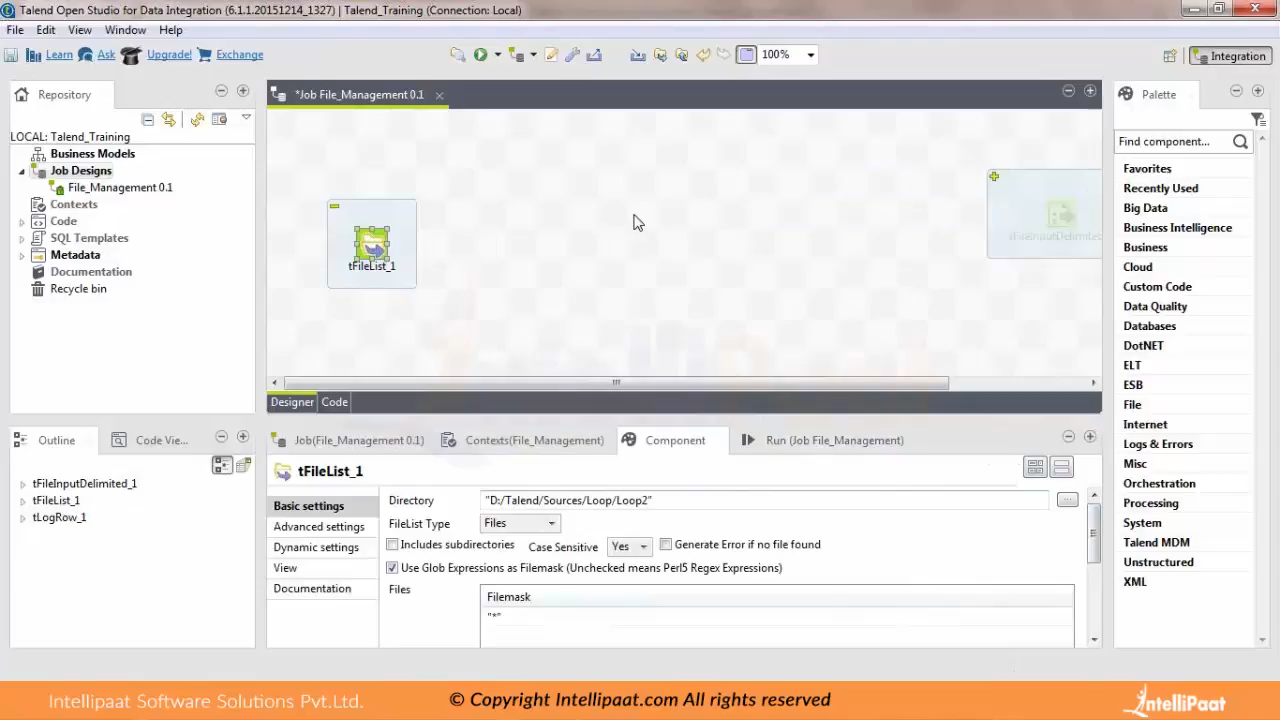 Talend Open Studio for Data Integration (6.1.1.20151214_1327) | Talend_Training (Connection: Local)
File Edit View Window Help
Learn Ask Upgrade! Exchange 100% Integration
Repository
*Job File_Management 0.1
Palette
LOCAL: Talend_Training
Business Models
Job Designs
File_Management 0.1
Contexts
Code
SQL Templates
Metadata
Documentation
Recycle bin
tFileList_1
tFileInputDelimited
Designer Code
Find component...
Favorites
Recently Used
Big Data
Business Intelligence
Business
Cloud
Custom Code
Data Quality
Databases
DotNET
ELT
ESB
File
Internet
Logs & Errors
Misc
Orchestration
Processing
System
Talend MDM
Unstructured
XML
Outline Code Vie...
tFileInputDelimited_1
tFileList_1
tLogRow_1
Job(File_Management 0.1) Contexts(File_Management) Component Run (Job File_Management)
tFileList_1
Basic settings
Advanced settings
Dynamic settings
View
Documentation
Directory "D:/Talend/Sources/Loop/Loop2"
FileList Type Files
Includes subdirectories Case Sensitive Yes Generate Error if no file found
Use Glob Expressions as Filemask (Unchecked means Perl5 Regex Expressions)
Files Filemask
"*"
Intellipaat Software Solutions Pvt.Ltd. © Copyright Intellipaat.com All rights reserved IntelliPaat